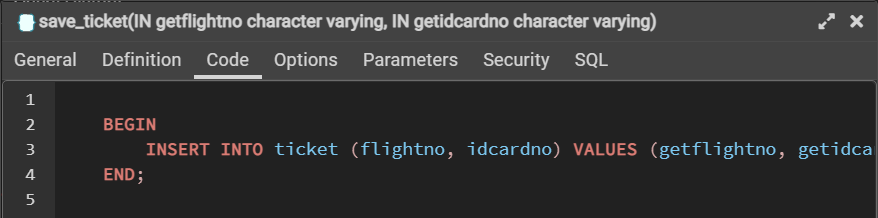 save_ticket(IN getflightno character varying, IN getidcardno character varying)
General Definition Code Options Parameters Security SQL
1
2 BEGIN
3 INSERT INTO ticket (flightno, idcardno) VALUES (getflightno, getidca
4 END;
5